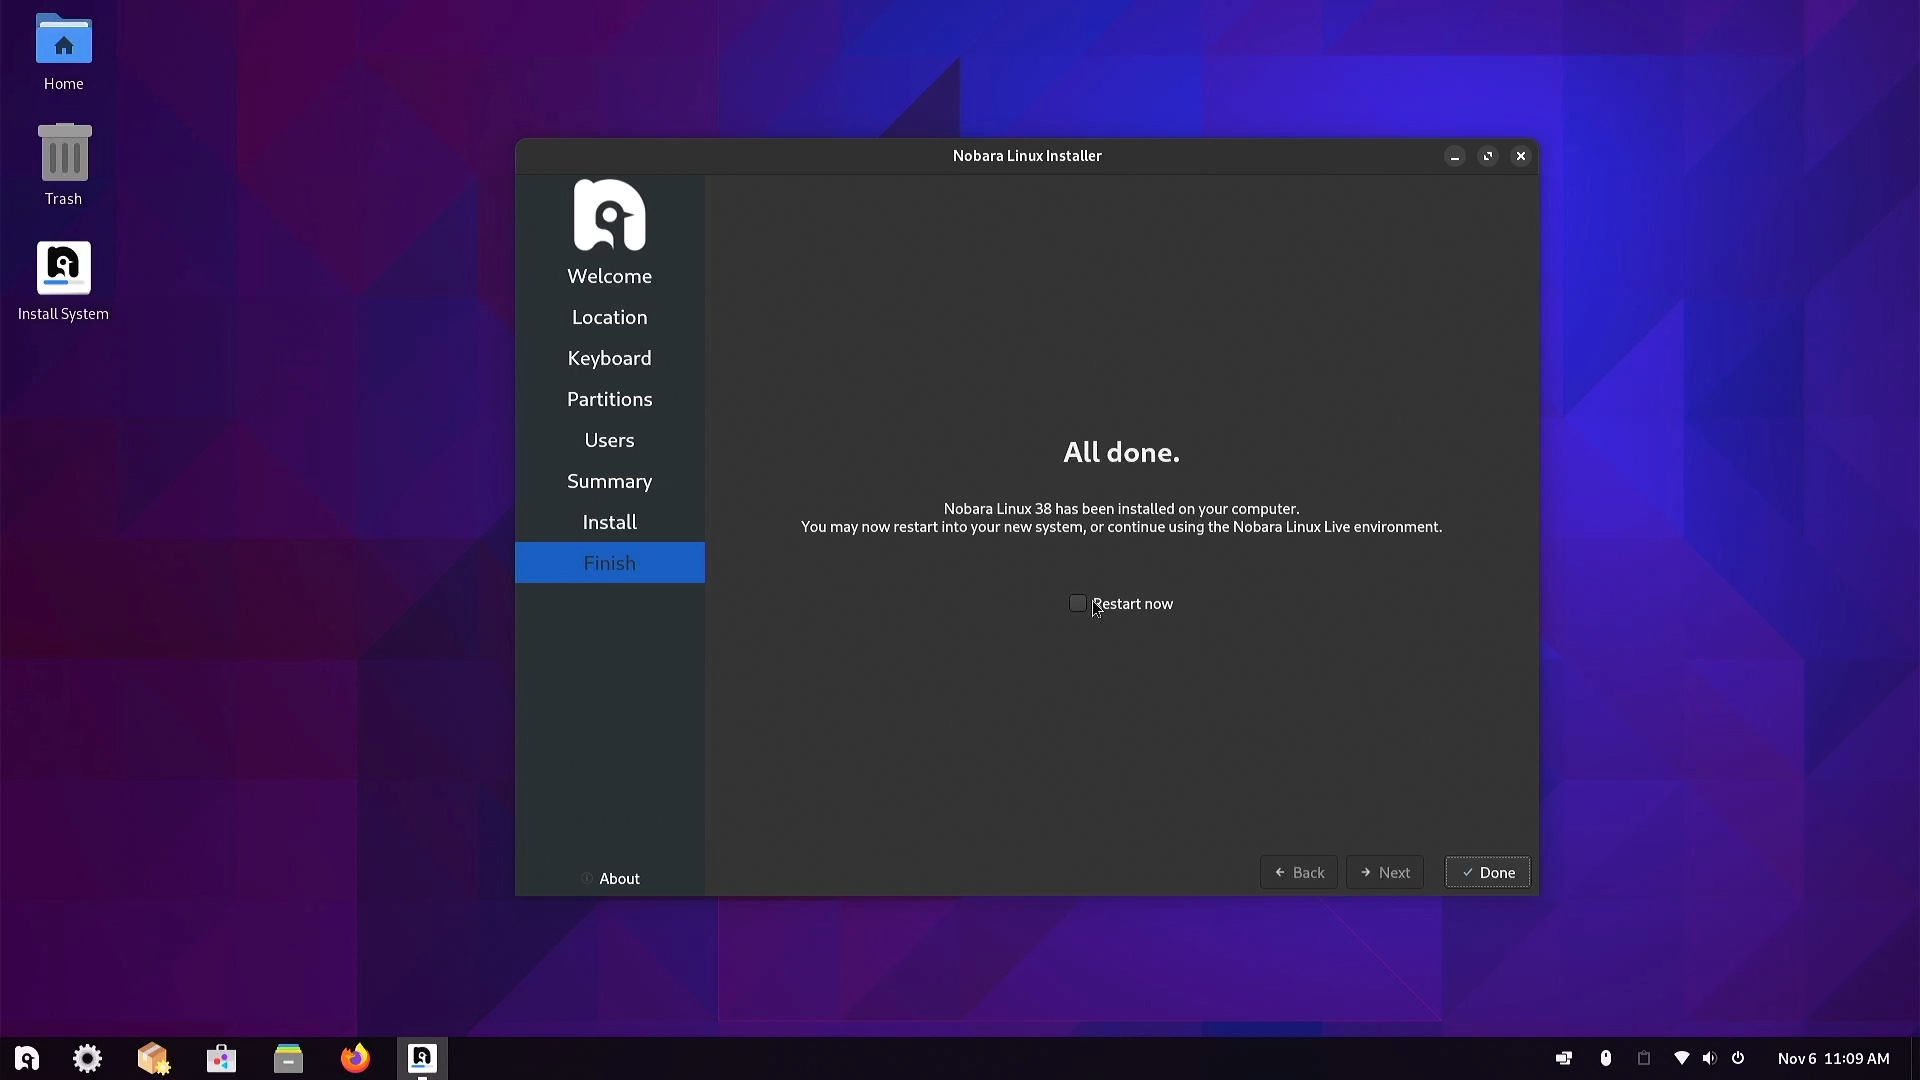 Home
Trash
Install System
Nobara Linux Installer
Welcome
Location
Keyboard
Partitions
Users
Summary
Install
Finish
About
All done.
Nobara Linux 38 has been installed on your computer.
You may now restart into your new system, or continue using the Nobara Linux Live environment.
Restart now
Back
Next
Done
Nov 6 11:09 AM